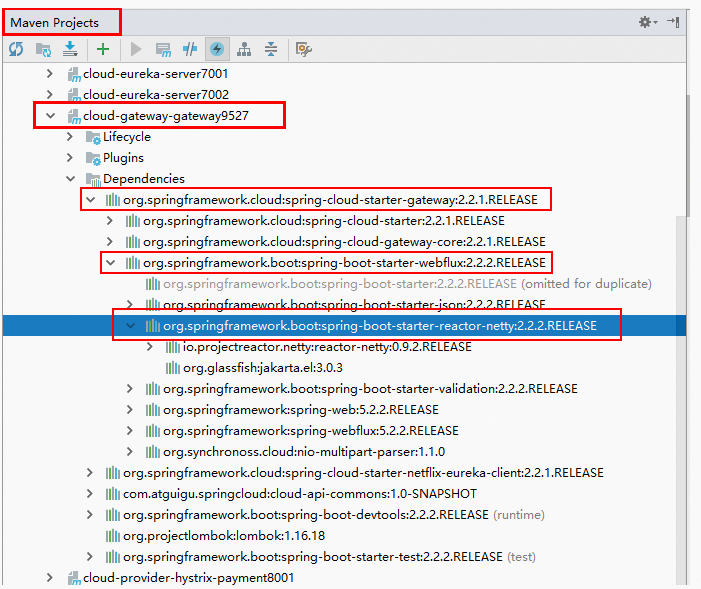 Maven Projects
cloud-eureka-server7001
cloud-eureka-server7002
cloud-gateway-gateway9527
Lifecycle
Plugins
Dependencies
org.springframework.cloud:spring-cloud-starter-gateway:2.2.1.RELEASE
org.springframework.cloud:spring-cloud-starter:2.2.1.RELEASE
org.springframework.cloud:spring-cloud-gateway-core:2.2.1.RELEASE
org.springframework.boot:spring-boot-starter-webflux:2.2.2.RELEASE
org.springframework.boot:spring-boot-starter:2.2.2.RELEASE (omitted for duplicate)
org.springframework.boot:spring-boot-starter-json:2.2.2.RELEASE
org.springframework.boot:spring-boot-starter-reactor-netty:2.2.2.RELEASE
io.projectreactor.netty:reactor-netty:0.9.2.RELEASE
org.glassfish:jakarta.el:3.0.3
org.springframework.boot:spring-boot-starter-validation:2.2.2.RELEASE
org.springframework:spring-web:5.2.2.RELEASE
org.springframework:spring-webflux:5.2.2.RELEASE
org.synchronoss.cloud:nio-multipart-parser:1.1.0
org.springframework.cloud:spring-cloud-starter-netflix-eureka-client:2.2.1.RELEASE
com.atguigu.springcloud:cloud-api-commons:1.0-SNAPSHOT
org.springframework.boot:spring-boot-devtools:2.2.2.RELEASE (runtime)
org.projectlombok:lombok:1.16.18
org.springframework.boot:spring-boot-starter-test:2.2.2.RELEASE (test)
cloud-provider-hystrix-payment8001